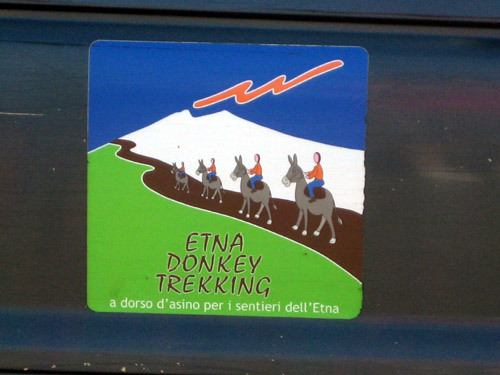 ETNA
DONKEY
TREKKING
a dorso d'asino per i sentieri dell'Etna